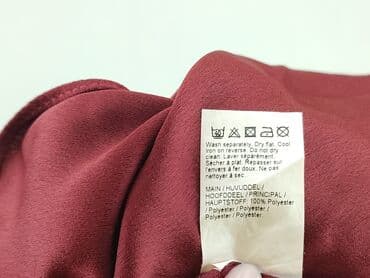 Wash separately. Dry flat. Cool
iron on reverse. Do not dry
clean. Laver séparément.
Sécher à plat. Repasser sur
l'envers à fer doux. Ne pas
nettoyer à sec.
MAIN / HUVUDDEL /
HOOFDDEEL / PRINCIPAL /
HAUPTSTOFF: 100% Polyester
/ Polyester / Polyester /
Polyester / Polyester